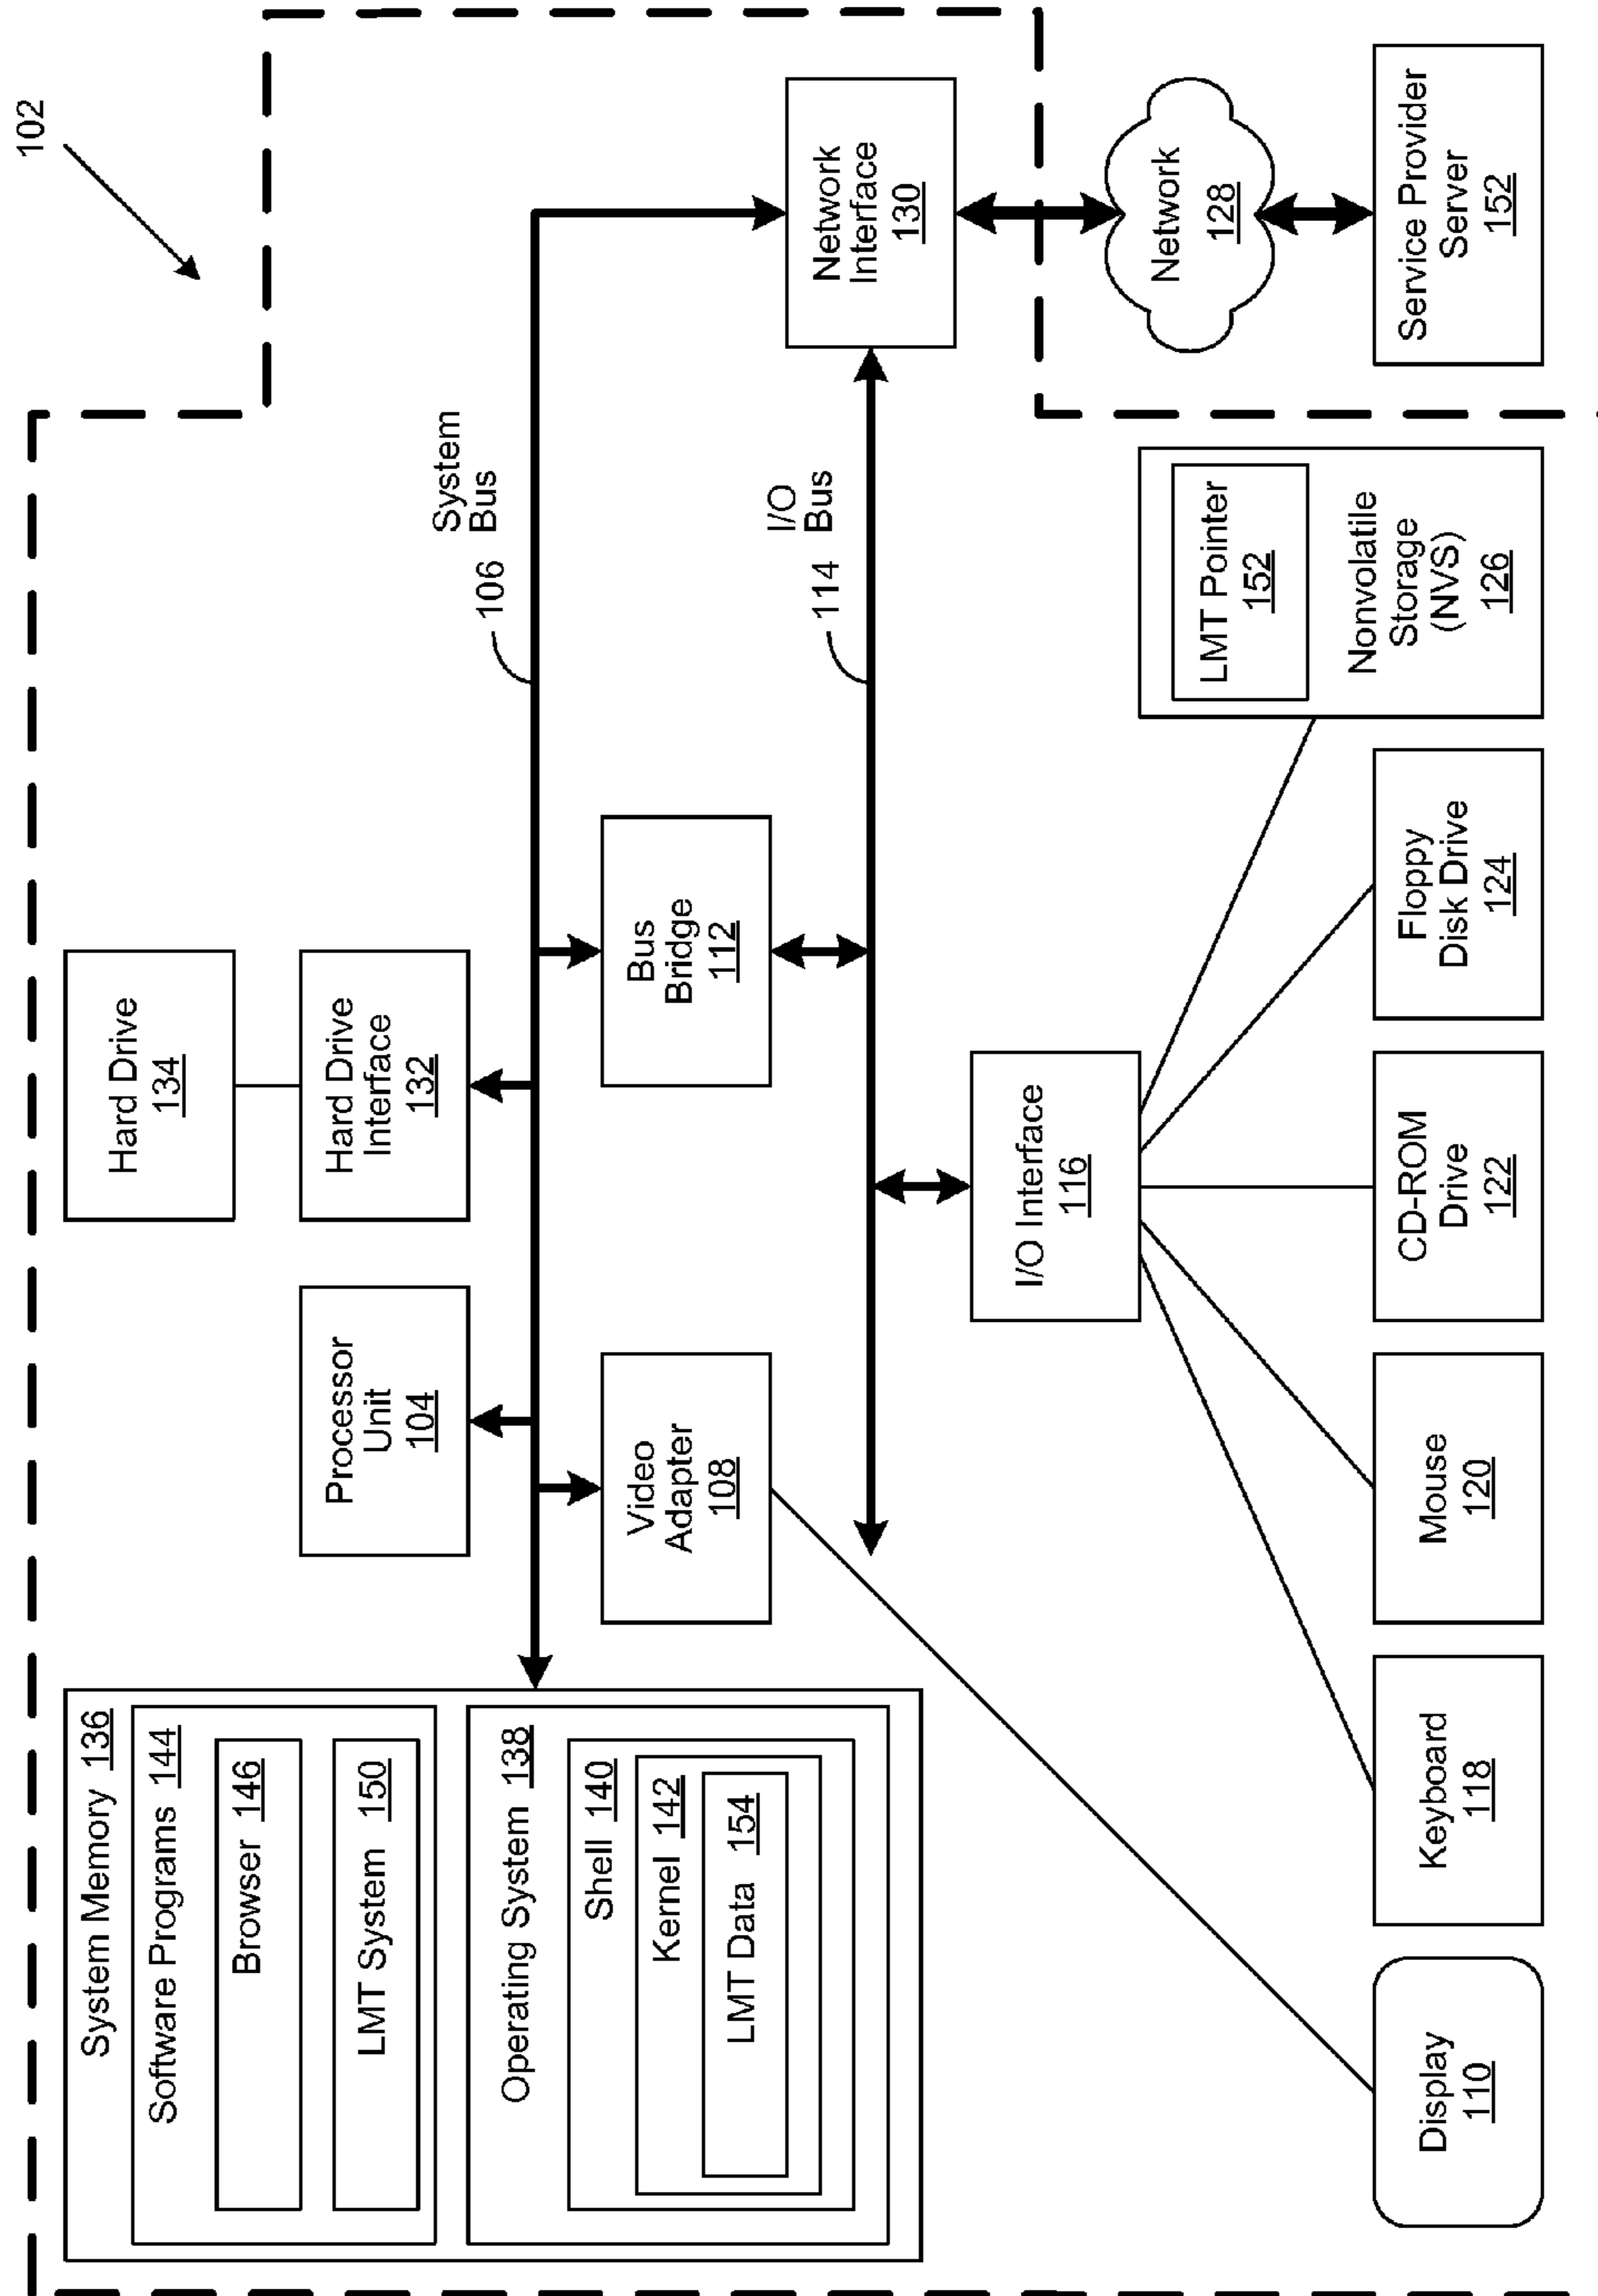 102
System Memory 136
Software Programs 144
Browser 146
LMT System 150
Operating System 138
Shell 140
Kernel 142
LMT Data 154
Processor
Unit
104
Hard Drive
134
Hard Drive
Interface
132
Video
Adapter
108
Bus
Bridge
112
106
System
Bus
114
I/O
Bus
Network
Interface
130
I/O Interface
116
Network
128
Display
110
Keyboard
118
Mouse
120
CD-ROM
Drive
122
Floppy
Disk Drive
124
LMT Pointer
152
Nonvolatile
Storage
(NVS)
126
Service Provider
Server
152